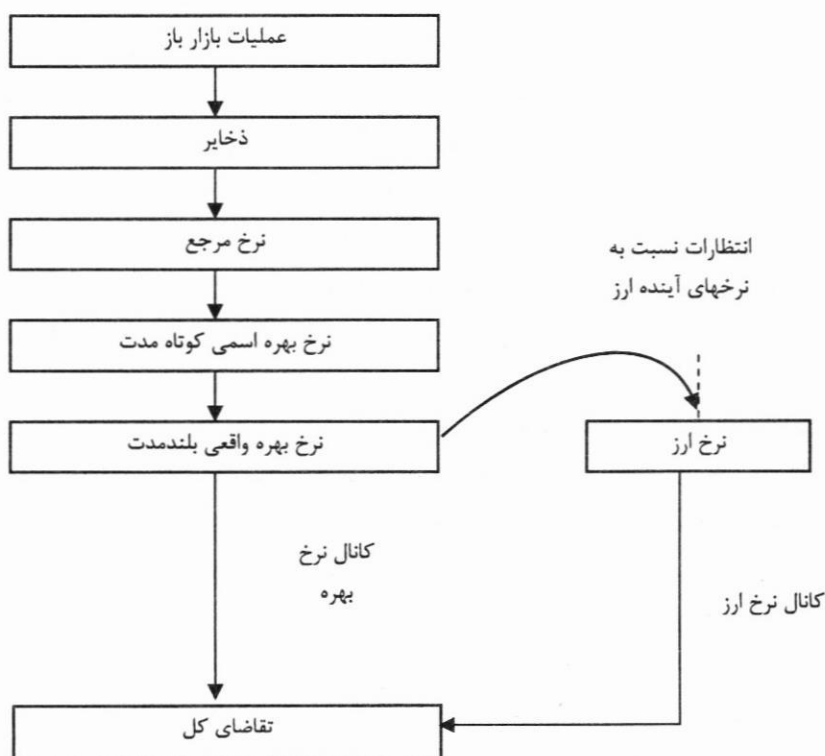 عملیات بازار باز
ذخایر
نرخ مرجع
انتظارات نسبت به
نرخهای آینده ارز
نرخ بهره اسمی کوتاه مدت
نرخ بهره واقعی بلندمدت
نرخ ارز
کانال نرخ
بهره
کانال نرخ ارز
تقاضای کل